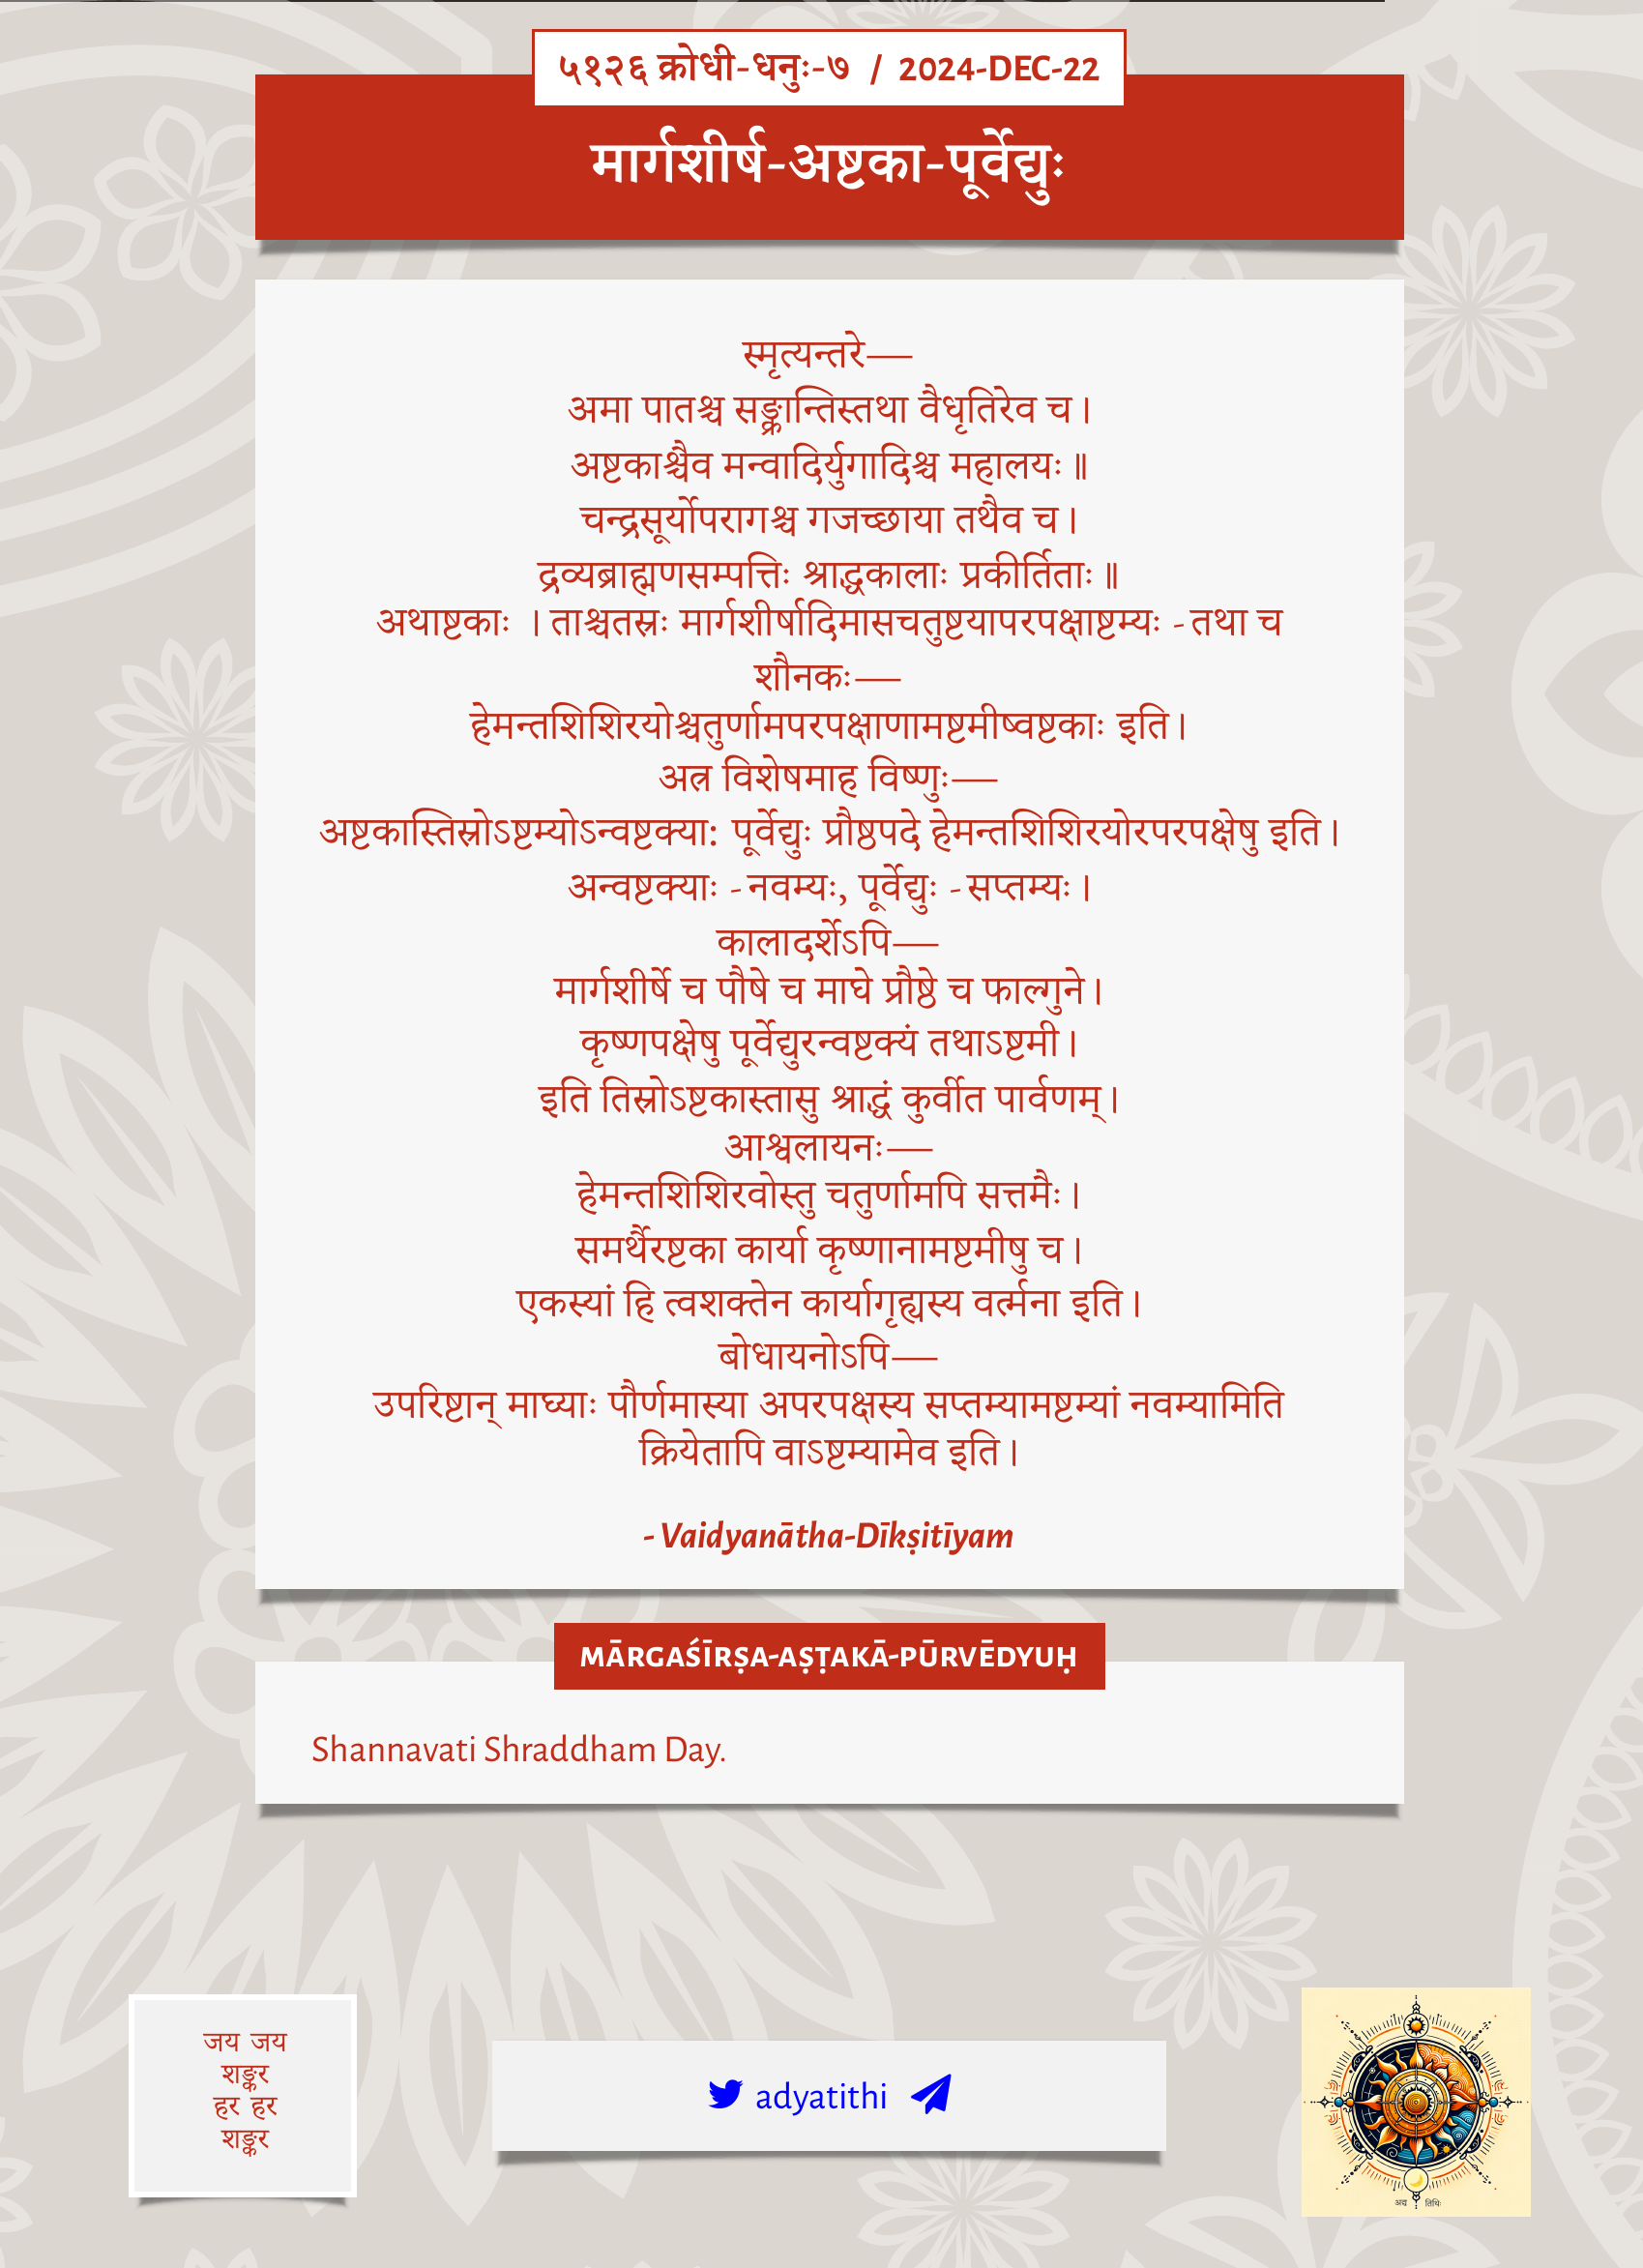 ५१२६ क्रोधी-धनुः-७ / 2024-DEC-22
मार्गशीर्ष-अष्टका-पूर्वेद्युः
स्मृत्यन्तरे—
अमा पातश्च सङ्क्रान्तिस्तथा वैधृतिरेव च।
अष्टकाश्चैव मन्वादिर्युगादिश्च महालयः॥
चन्द्रसूर्योपरागश्च गजच्छाया तथैव च।
द्रव्यब्राह्मणसम्पत्तिः श्राद्धकालाः प्रकीर्तिताः॥
अथाष्टकाः । ताश्चतस्रः मार्गशीर्षादिमासचतुष्टयापरपक्षाष्टम्यः - तथा च
शौनकः—
हेमन्तशिशिरयोश्चतुर्णामपरपक्षाणामष्टमीष्वष्टकाः इति।
अत्र विशेषमाह विष्णुः—
अष्टकास्तिस्रोऽष्टम्योऽन्वष्टक्या: पूर्वेद्युः प्रौष्ठपदे हेमन्तशिशिरयोरपरपक्षेषु इति।
अन्वष्टक्याः - नवम्यः, पूर्वेद्युः - सप्तम्यः।
कालादर्शेऽपि—
मार्गशीर्षे च पौषे च माघे प्रौष्ठे च फाल्गुने।
कृष्णपक्षेषु पूर्वेद्युरन्वष्टक्यं तथाऽष्टमी।
इति तिस्रोऽष्टकास्तासु श्राद्धं कुर्वीत पार्वणम्।
आश्वलायनः—
हेमन्तशिशिरवोस्तु चतुर्णामपि सत्तमैः।
समर्थैरष्टका कार्या कृष्णानामष्टमीषु च।
एकस्यां हि त्वशक्तेन कार्यागृह्यस्य वर्त्मना इति।
बोधायनोऽपि—
उपरिष्टान् माघ्याः पौर्णमास्या अपरपक्षस्य सप्तम्यामष्टम्यां नवम्यामिति
क्रियेतापि वाऽष्टम्यामेव इति।
- Vaidyanātha-Dīkṣitīyam
MĀRGAŚĪRṢA-AṢṬAKĀ-PŪRVĒDYUḤ
Shannavati Shraddham Day.
जय जय
शङ्कर
हर हर
शङ्कर
adyatithi
अद्य तिथिः